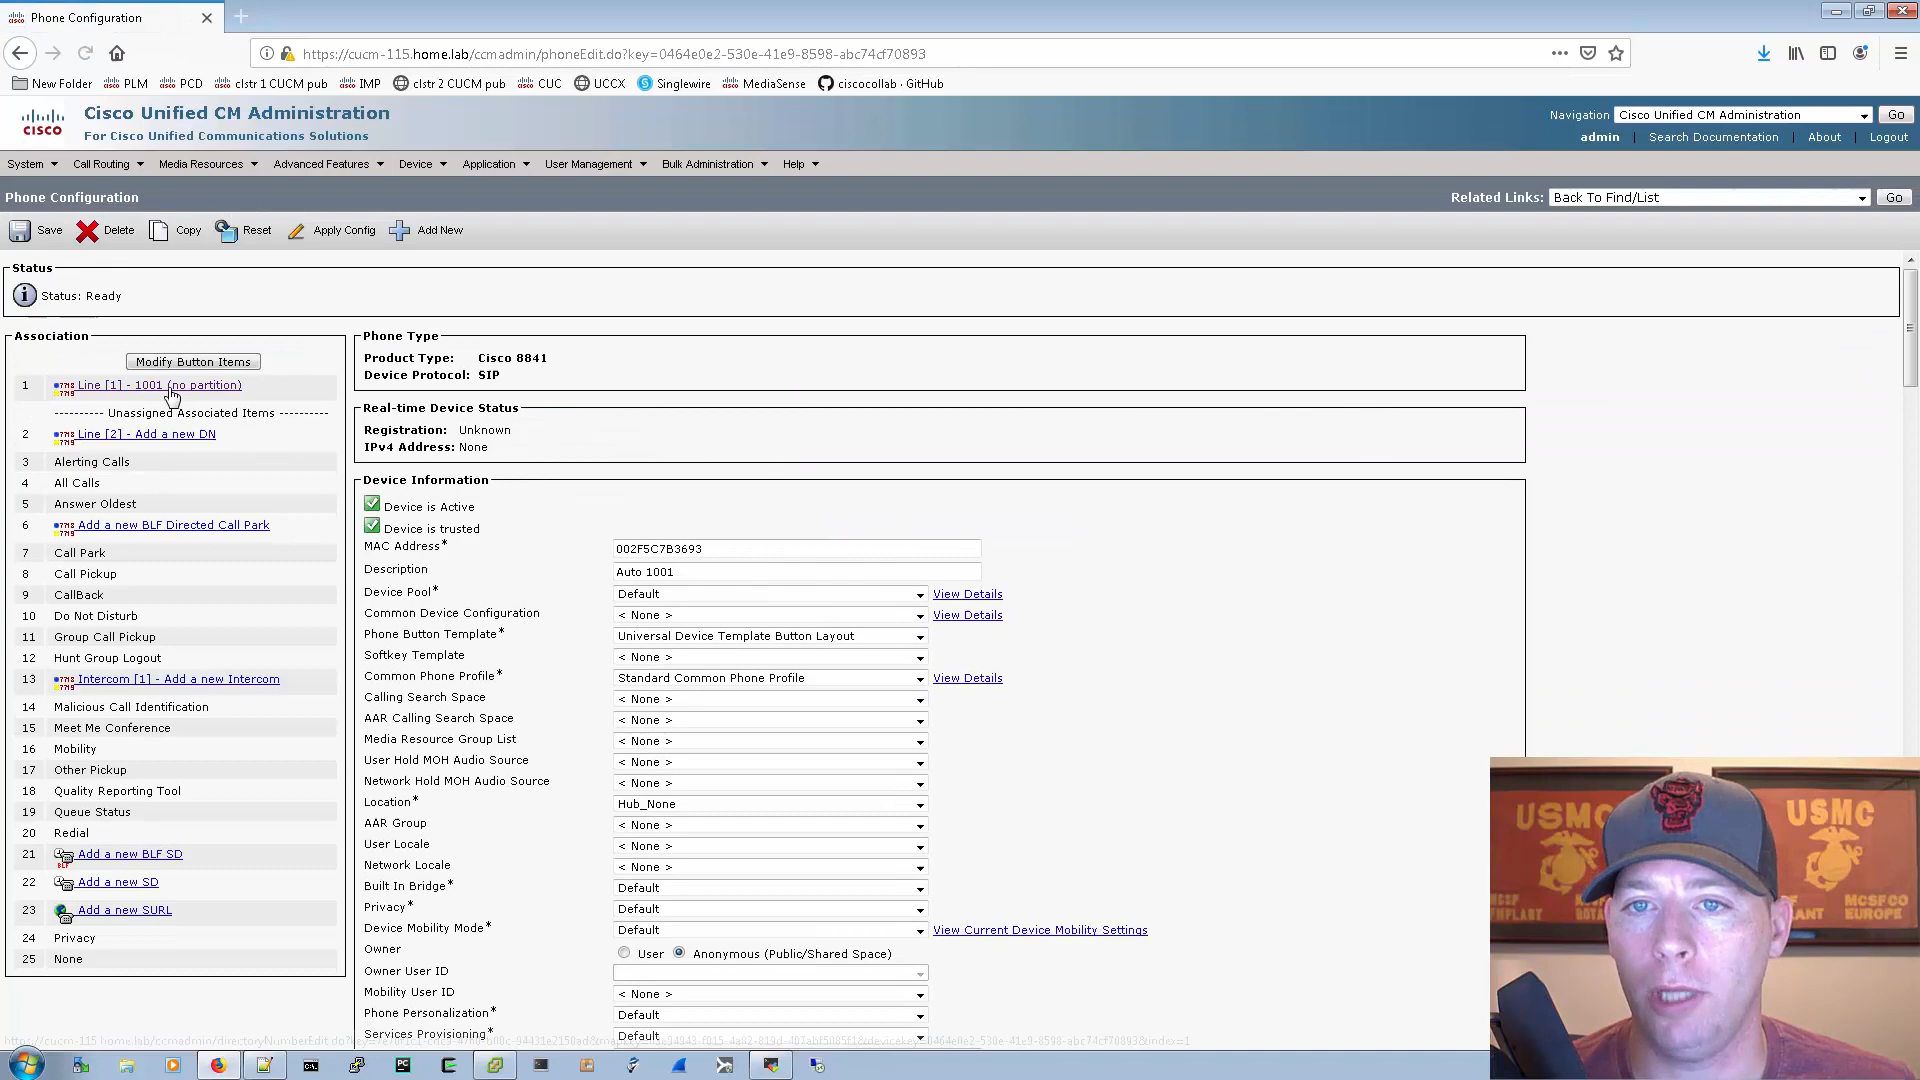 Phone Configuration
https://cucm-115.home.lab/ccmadmin/phoneEdit.do?key=0464e0e2-530e-41e9-8598-abc74cf70893
New Folder PLM PCD clstr 1 CUCM pub IMP clstr 2 CUCM pub CUC UCCX Singlewire MediaSense ciscocollab · GitHub
CISCO
Cisco Unified CM Administration
For Cisco Unified Communications Solutions
Navigation Cisco Unified CM Administration Go
admin | Search Documentation | About | Logout
System Call Routing Media Resources Advanced Features Device Application User Management Bulk Administration Help
Phone Configuration
Related Links: Back To Find/List Go
Save Delete Copy Reset Apply Config Add New
Status
Status: Ready
Association
Modify Button Items
1 Line [1] - 1001 (no partition)
---------- Unassigned Associated Items ----------
2 Line [2] - Add a new DN
3 Alerting Calls
4 All Calls
5 Answer Oldest
6 Add a new BLF Directed Call Park
7 Call Park
8 Call Pickup
9 CallBack
10 Do Not Disturb
11 Group Call Pickup
12 Hunt Group Logout
13 Intercom [1] - Add a new Intercom
14 Malicious Call Identification
15 Meet Me Conference
16 Mobility
17 Other Pickup
18 Quality Reporting Tool
19 Queue Status
20 Redial
21 Add a new BLF SD
22 Add a new SD
23 Add a new SURL
24 Privacy
25 None
Phone Type
Product Type: Cisco 8841
Device Protocol: SIP
Real-time Device Status
Registration: Unknown
IPv4 Address: None
Device Information
Device is Active
Device is trusted
MAC Address* 002F5C7B3693
Description Auto 1001
Device Pool* Default View Details
Common Device Configuration < None > View Details
Phone Button Template* Universal Device Template Button Layout
Softkey Template < None >
Common Phone Profile* Standard Common Phone Profile View Details
Calling Search Space < None >
AAR Calling Search Space < None >
Media Resource Group List < None >
User Hold MOH Audio Source < None >
Network Hold MOH Audio Source < None >
Location* Hub_None
AAR Group < None >
User Locale < None >
Network Locale < None >
Built In Bridge* Default
Privacy* Default
Device Mobility Mode* Default View Current Device Mobility Settings
Owner User Anonymous (Public/Shared Space)
Owner User ID
Mobility User ID < None >
Phone Personalization* Default
Services Provisioning* Default
USMC
USMC
MCSFCO
EUROPE